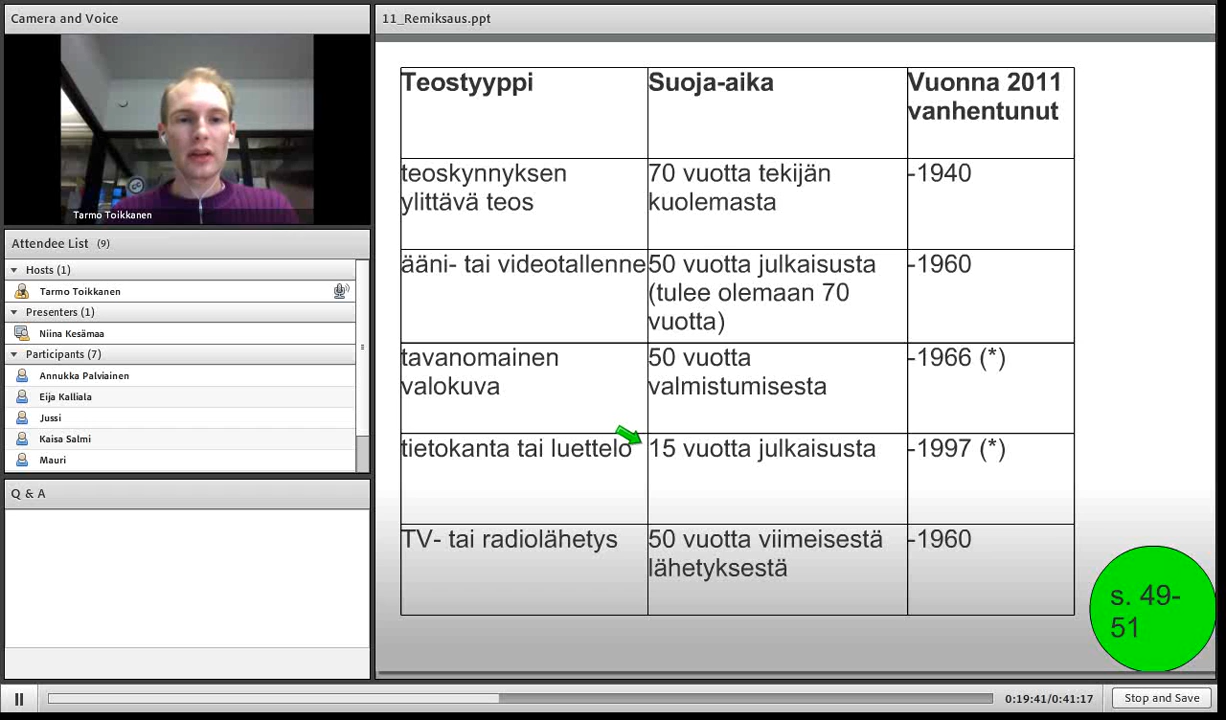 Camera and Voice
Tarmo Toikkanen
Attendee List (9)
Hosts (1)
Tarmo Toikkanen
Presenters (1)
Niina Kesämaa
Participants (7)
Annukka Palviainen
Eija Kalliala
Jussi
Kaisa Salmi
Mauri
Q & A
11_Remiksaus.ppt
Teostyyppi
Suoja-aika
Vuonna 2011
vanhentunut
teoskynnyksen
ylittävä teos
70 vuotta tekijän
kuolemasta
-1940
ääni- tai videotallenne
50 vuotta julkaisusta
(tulee olemaan 70
vuotta)
-1960
tavanomainen
valokuva
50 vuotta
valmistumisesta
-1966 (*)
tietokanta tai luettelo
15 vuotta julkaisusta
-1997 (*)
TV- tai radiolähetys
50 vuotta viimeisestä
lähetyksestä
-1960
s. 49-
51
0:19:41/0:41:17
Stop and Save